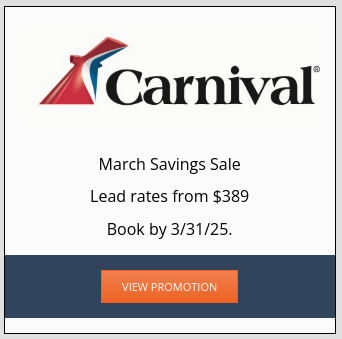 Carnival®
March Savings Sale
Lead rates from $389
Book by 3/31/25.
VIEW PROMOTION